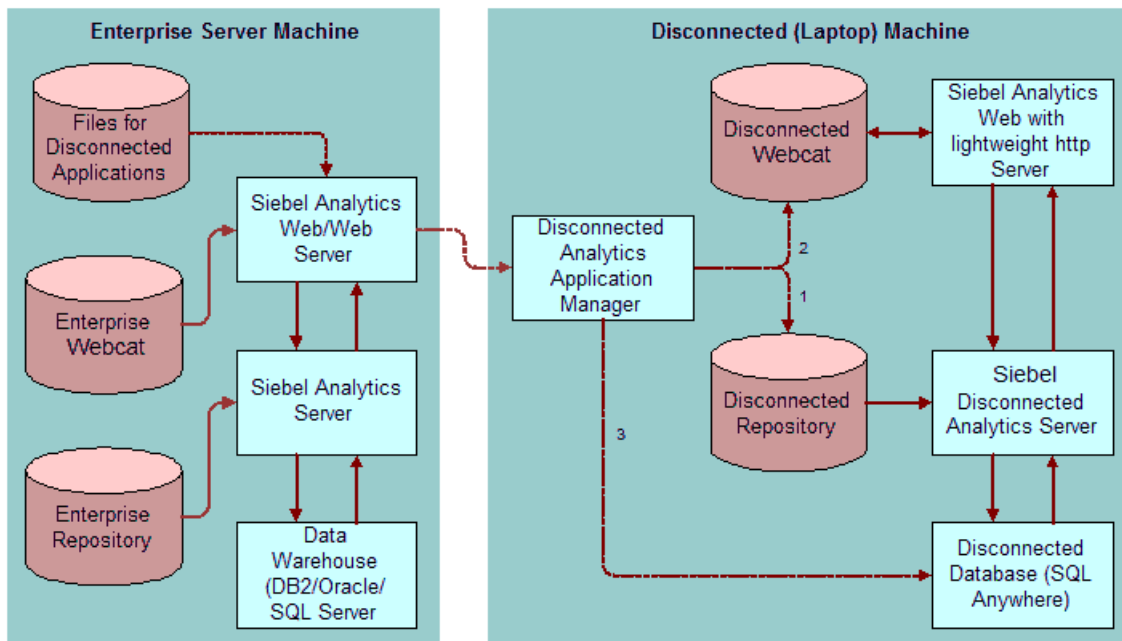 Enterprise Server Machine
Files for
Disconnected
Applications
Siebel Analytics
Web/Web
Server
Enterprise
Webcat
Siebel Analytics
Server
Enterprise
Repository
Data
Warehouse
(DB2/Oracle/
SQL Server
Disconnected (Laptop) Machine
Disconnected
Webcat
Siebel Analytics
Web with
lightweight http
Server
Disconnected
Analytics
Application
Manager
2
1
3
Disconnected
Repository
Siebel
Disconnected
Analytics Server
Disconnected
Database (SQL
Anywhere)